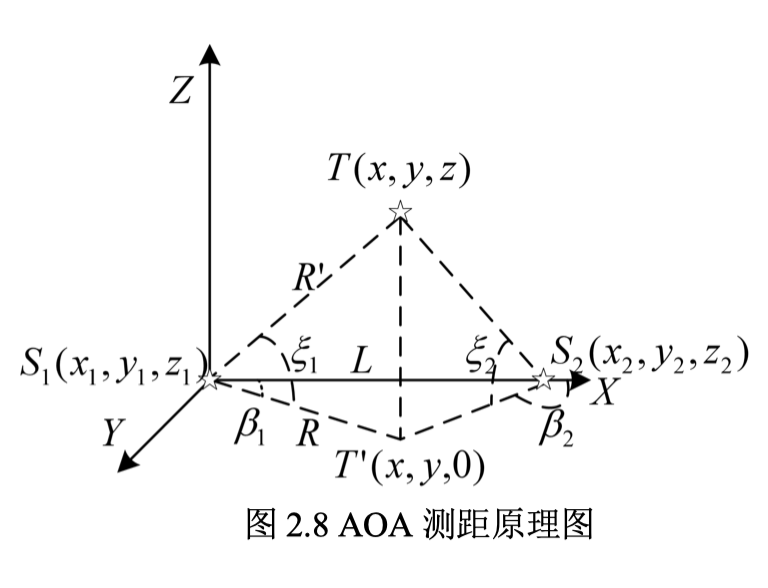 Z
T(x, y, z)
R'
S₁(x₁, y₁, z₁) ξ₁ L ξ₂ S₂(x₂, y₂, z₂)
X
Y β₁ R β₂
T'(x, y,0)
图 2.8 AOA 测距原理图